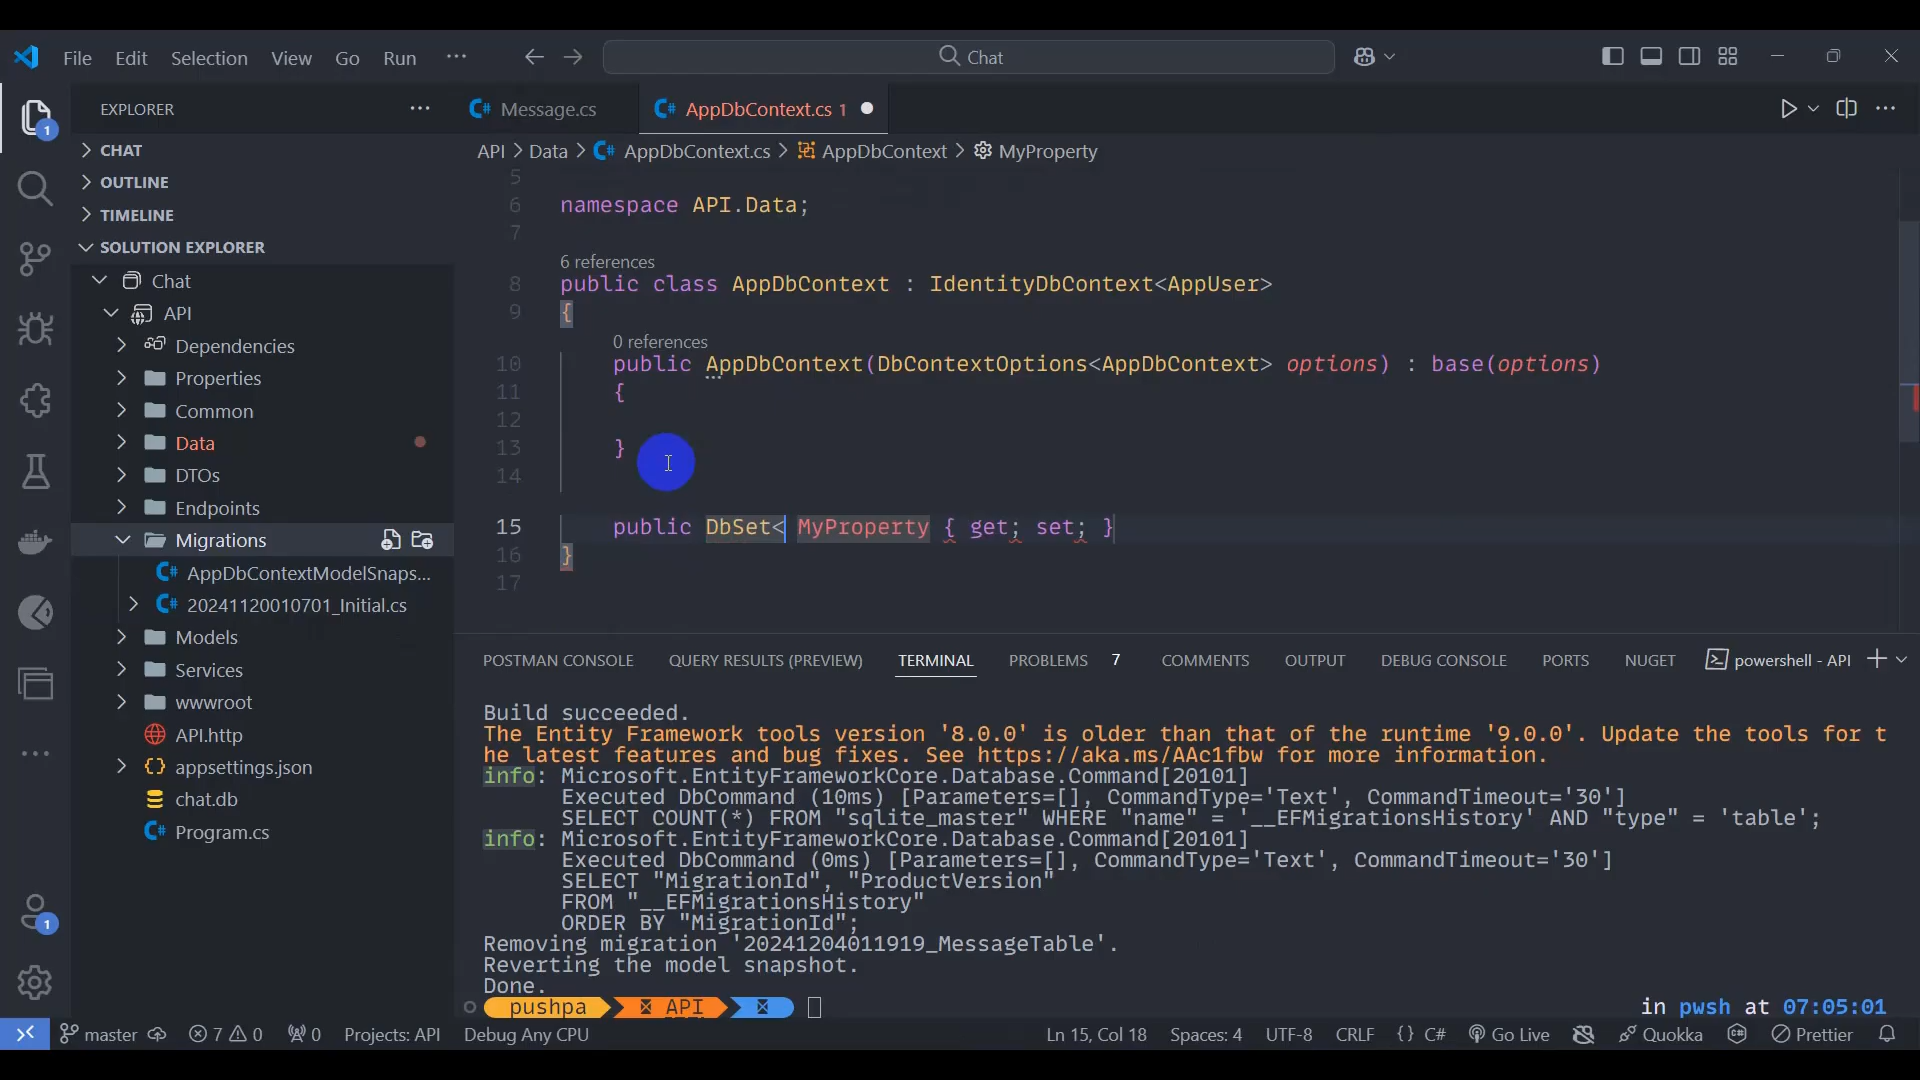 File Edit Selection View Go Run ··· Chat
EXPLORER ···
CHAT
OUTLINE
TIMELINE
SOLUTION EXPLORER
Chat
API
Dependencies
Properties
Common
Data
DTOs
Endpoints
Migrations
AppDbContextModelSnaps...
20241120010701_Initial.cs
Models
Services
wwwroot
API.http
appsettings.json
chat.db
Program.cs
Message.cs AppDbContext.cs 1
API > Data > AppDbContext.cs > AppDbContext > MyProperty
5
6 namespace API.Data;
7
6 references
8 public class AppDbContext : IdentityDbContext<AppUser>
9 {
0 references
10 public AppDbContext(DbContextOptions<AppDbContext> options) : base(options)
11 {
12
13 }
14
15 public DbSet< MyProperty { get; set; }
16 }
17
POSTMAN CONSOLE QUERY RESULTS (PREVIEW) TERMINAL PROBLEMS 7 COMMENTS OUTPUT DEBUG CONSOLE PORTS NUGET powershell - API
Build succeeded.
The Entity Framework tools version '8.0.0' is older than that of the runtime '9.0.0'. Update the tools for t
he latest features and bug fixes. See https://aka.ms/AAc1fbw for more information.
info: Microsoft.EntityFrameworkCore.Database.Command[20101]
Executed DbCommand (10ms) [Parameters=[], CommandType='Text', CommandTimeout='30']
SELECT COUNT(*) FROM "sqlite_master" WHERE "name" = '__EFMigrationsHistory' AND "type" = 'table';
info: Microsoft.EntityFrameworkCore.Database.Command[20101]
Executed DbCommand (0ms) [Parameters=[], CommandType='Text', CommandTimeout='30']
SELECT "MigrationId", "ProductVersion"
FROM "__EFMigrationsHistory"
ORDER BY "MigrationId";
Removing migration '20241204011919_MessageTable'.
Reverting the model snapshot.
Done.
pushpa API in pwsh at 07:05:01
1
1
master 7 0 0 Projects: API Debug Any CPU Ln 15, Col 18 Spaces: 4 UTF-8 CRLF {} C# Go Live Quokka Prettier